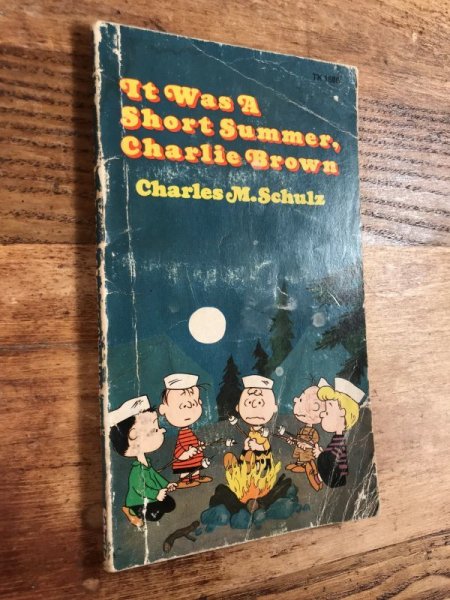 It Was A
Short Summer,
Charlie Brown
Charles M. Schulz